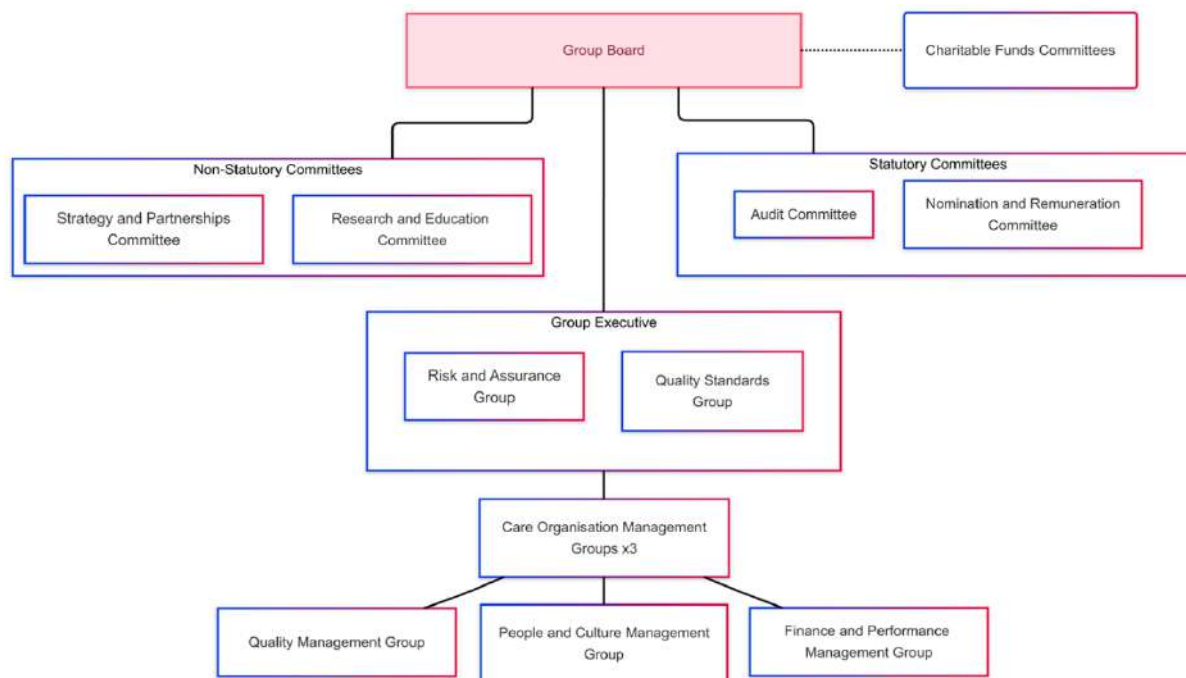 Group Board
Charitable Funds Committees
Non-Statutory Committees
Strategy and Partnerships
Committee
Research and Education
Committee
Statutory Committees
Audit Committee
Nomination and Remuneration
Committee
Group Executive
Risk and Assurance
Group
Quality Standards
Group
Care Organisation Management
Groups x3
Quality Management Group
People and Culture Management
Group
Finance and Performance
Management Group